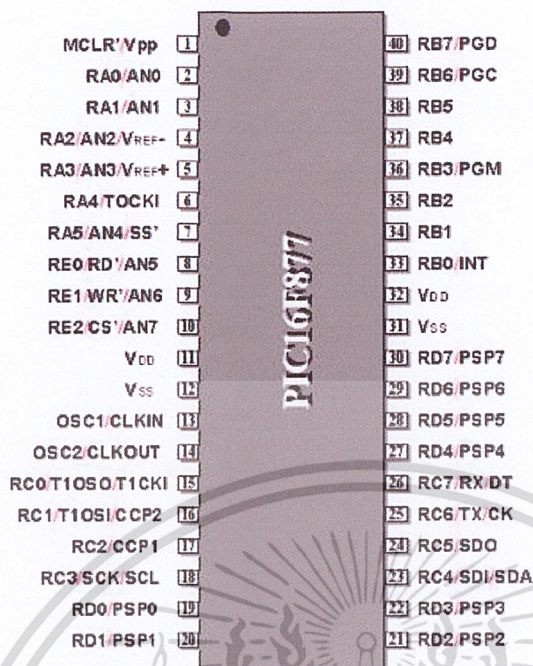 MCLR'/Vpp 1
RA0/AN0 2
RA1/AN1 3
RA2/AN2/VREF- 4
RA3/AN3/VREF+ 5
RA4/TOCKI 6
RA5/AN4/SS' 7
RE0/RD'/AN5 8
RE1/WR'/AN6 9
RE2/CS'/AN7 10
VDD 11
Vss 12
OSC1/CLKIN 13
OSC2/CLKOUT 14
RC0/T1OSO/T1CKI 15
RC1/T1OSI/CCP2 16
RC2/CCP1 17
RC3/SCK/SCL 18
RD0/PSP0 19
RD1/PSP1 20
PIC16F877
40 RB7/PGD
39 RB6/PGC
38 RB5
37 RB4
36 RB3/PGM
35 RB2
34 RB1
33 RB0/INT
32 VDD
31 Vss
30 RD7/PSP7
29 RD6/PSP6
28 RD5/PSP5
27 RD4/PSP4
26 RC7/RX/DT
25 RC6/TX/CK
24 RC5/SDO
23 RC4/SDI/SDA
22 RD3/PSP3
21 RD2/PSP2